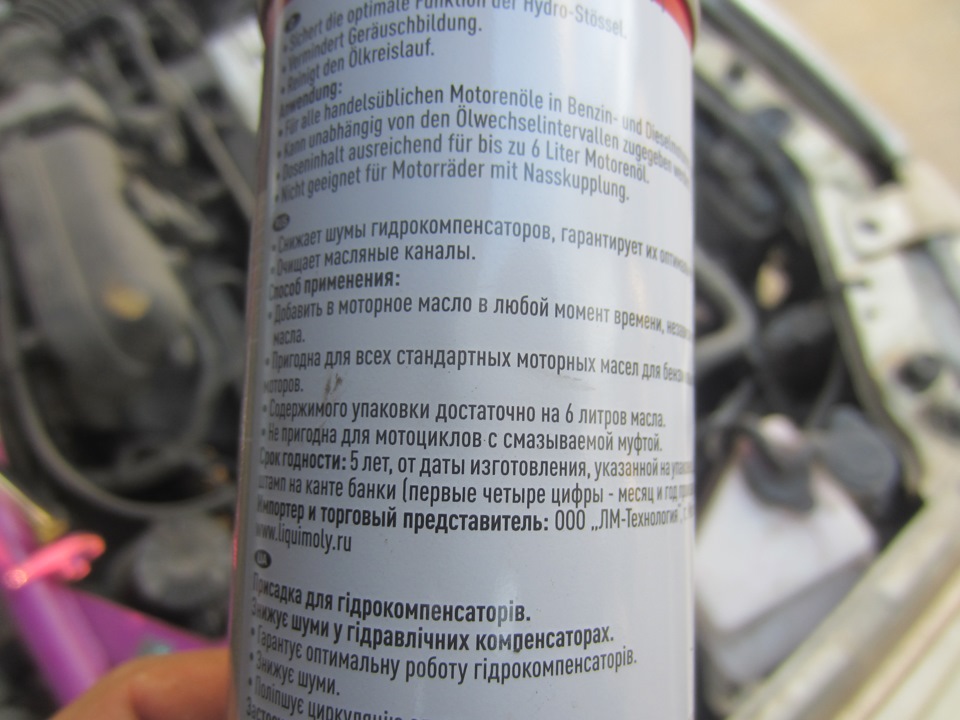 Sichert die optimale Funktion der Hydro-Stössel.
• Vermindert Geräuschbildung.
• Reinigt den Ölkreislauf.
Anwendung:
• Für alle handelsüblichen Motorenöle in Benzin- und
• Kann unabhängig von den Ölwechselintervallen zugegeben
• Doseninhalt ausreichend für bis zu 6 Liter Motorenöl.
• Nicht geeignet für Motorräder mit Nasskupplung.
• Снижает шумы гидрокомпенсаторов, гарантирует их
• Очищает масляные каналы.
Способ применения:
• Добавить в моторное масло в любой момент времени,
масла.
• Пригодна для всех стандартных моторных масел для
моторов.
• Содержимого упаковки достаточно на 6 литров масла.
• Не пригодна для мотоциклов с смазываемой муфтой.
Срок годности: 5 лет, от даты изготовления, указанной на
штамп на канте банки (первые четыре цифры - месяц и год
Импортер и торговый представитель: ООО „ЛМ-Технология",
www.liquimoly.ru
UA
Присадка для гідрокомпенсаторів.
Знижує шуми у гідравлічних компенсаторах.
• Гарантує оптимальну роботу гідрокомпенсаторів.
• Знижує шуми.
• Поліпшує циркуляцію